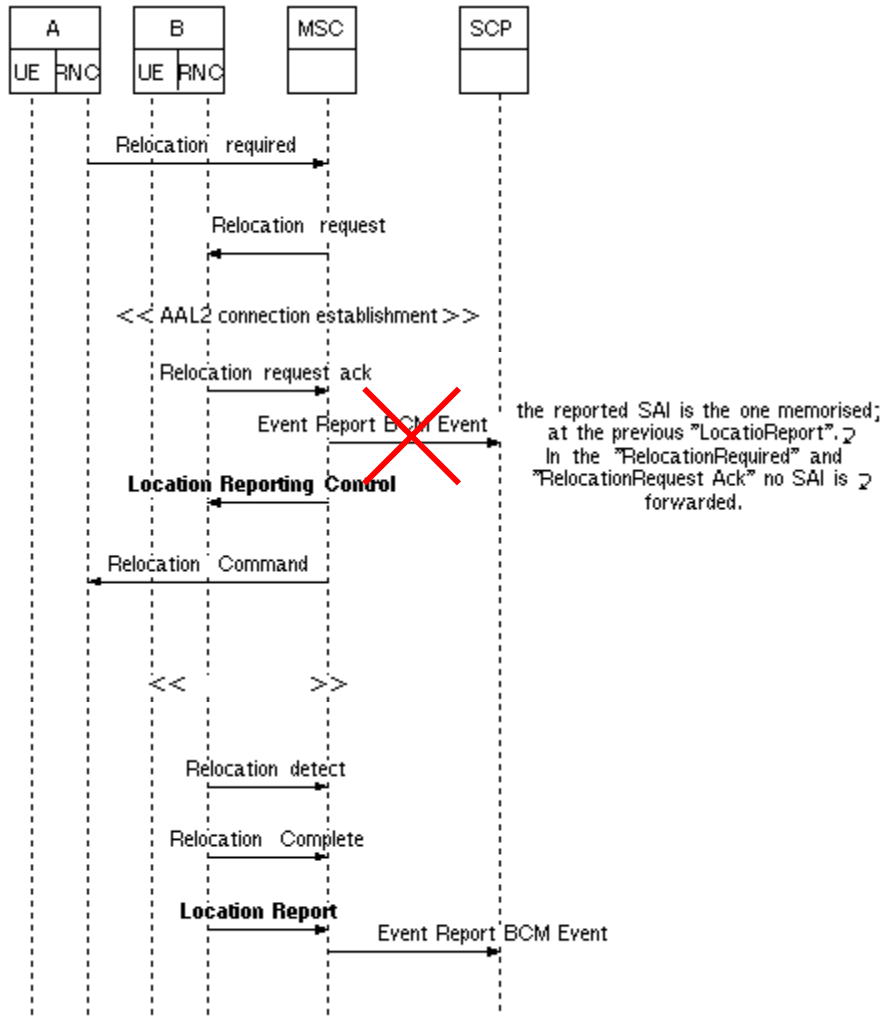 A B MSC SCP
UE RNC UE RNC
Relocation required
Relocation request
<< AAL2 connection establishment >>
Relocation request ack
the reported SAI is the one memorised;
Event Report BCM Event
at the previous "LocatioReport".
In the "RelocationRequired" and
"RelocationRequest Ack" no SAI is
Location Reporting Control
forwarded.
Relocation Command
<< >>
Relocation detect
Relocation Complete
Location Report
Event Report BCM Event